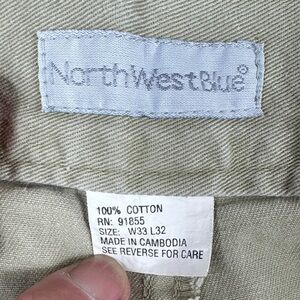 NorthWestBlue®
100% COTTON
RN: 91855
SIZE: W33 L32
MADE IN CAMBODIA
SEE REVERSE FOR CARE